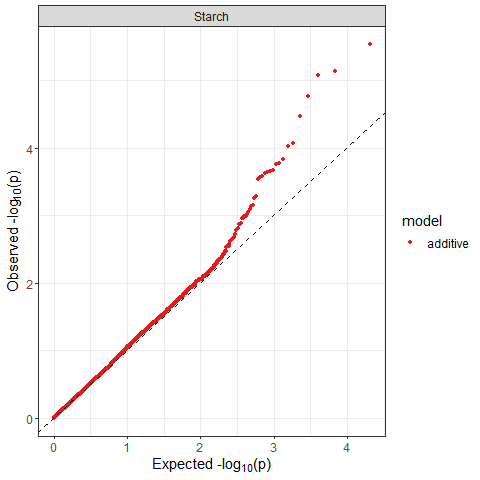 Starch
Observed -log10(p)
4
2
0
0 1 2 3 4
Expected -log10(p)
model
additive